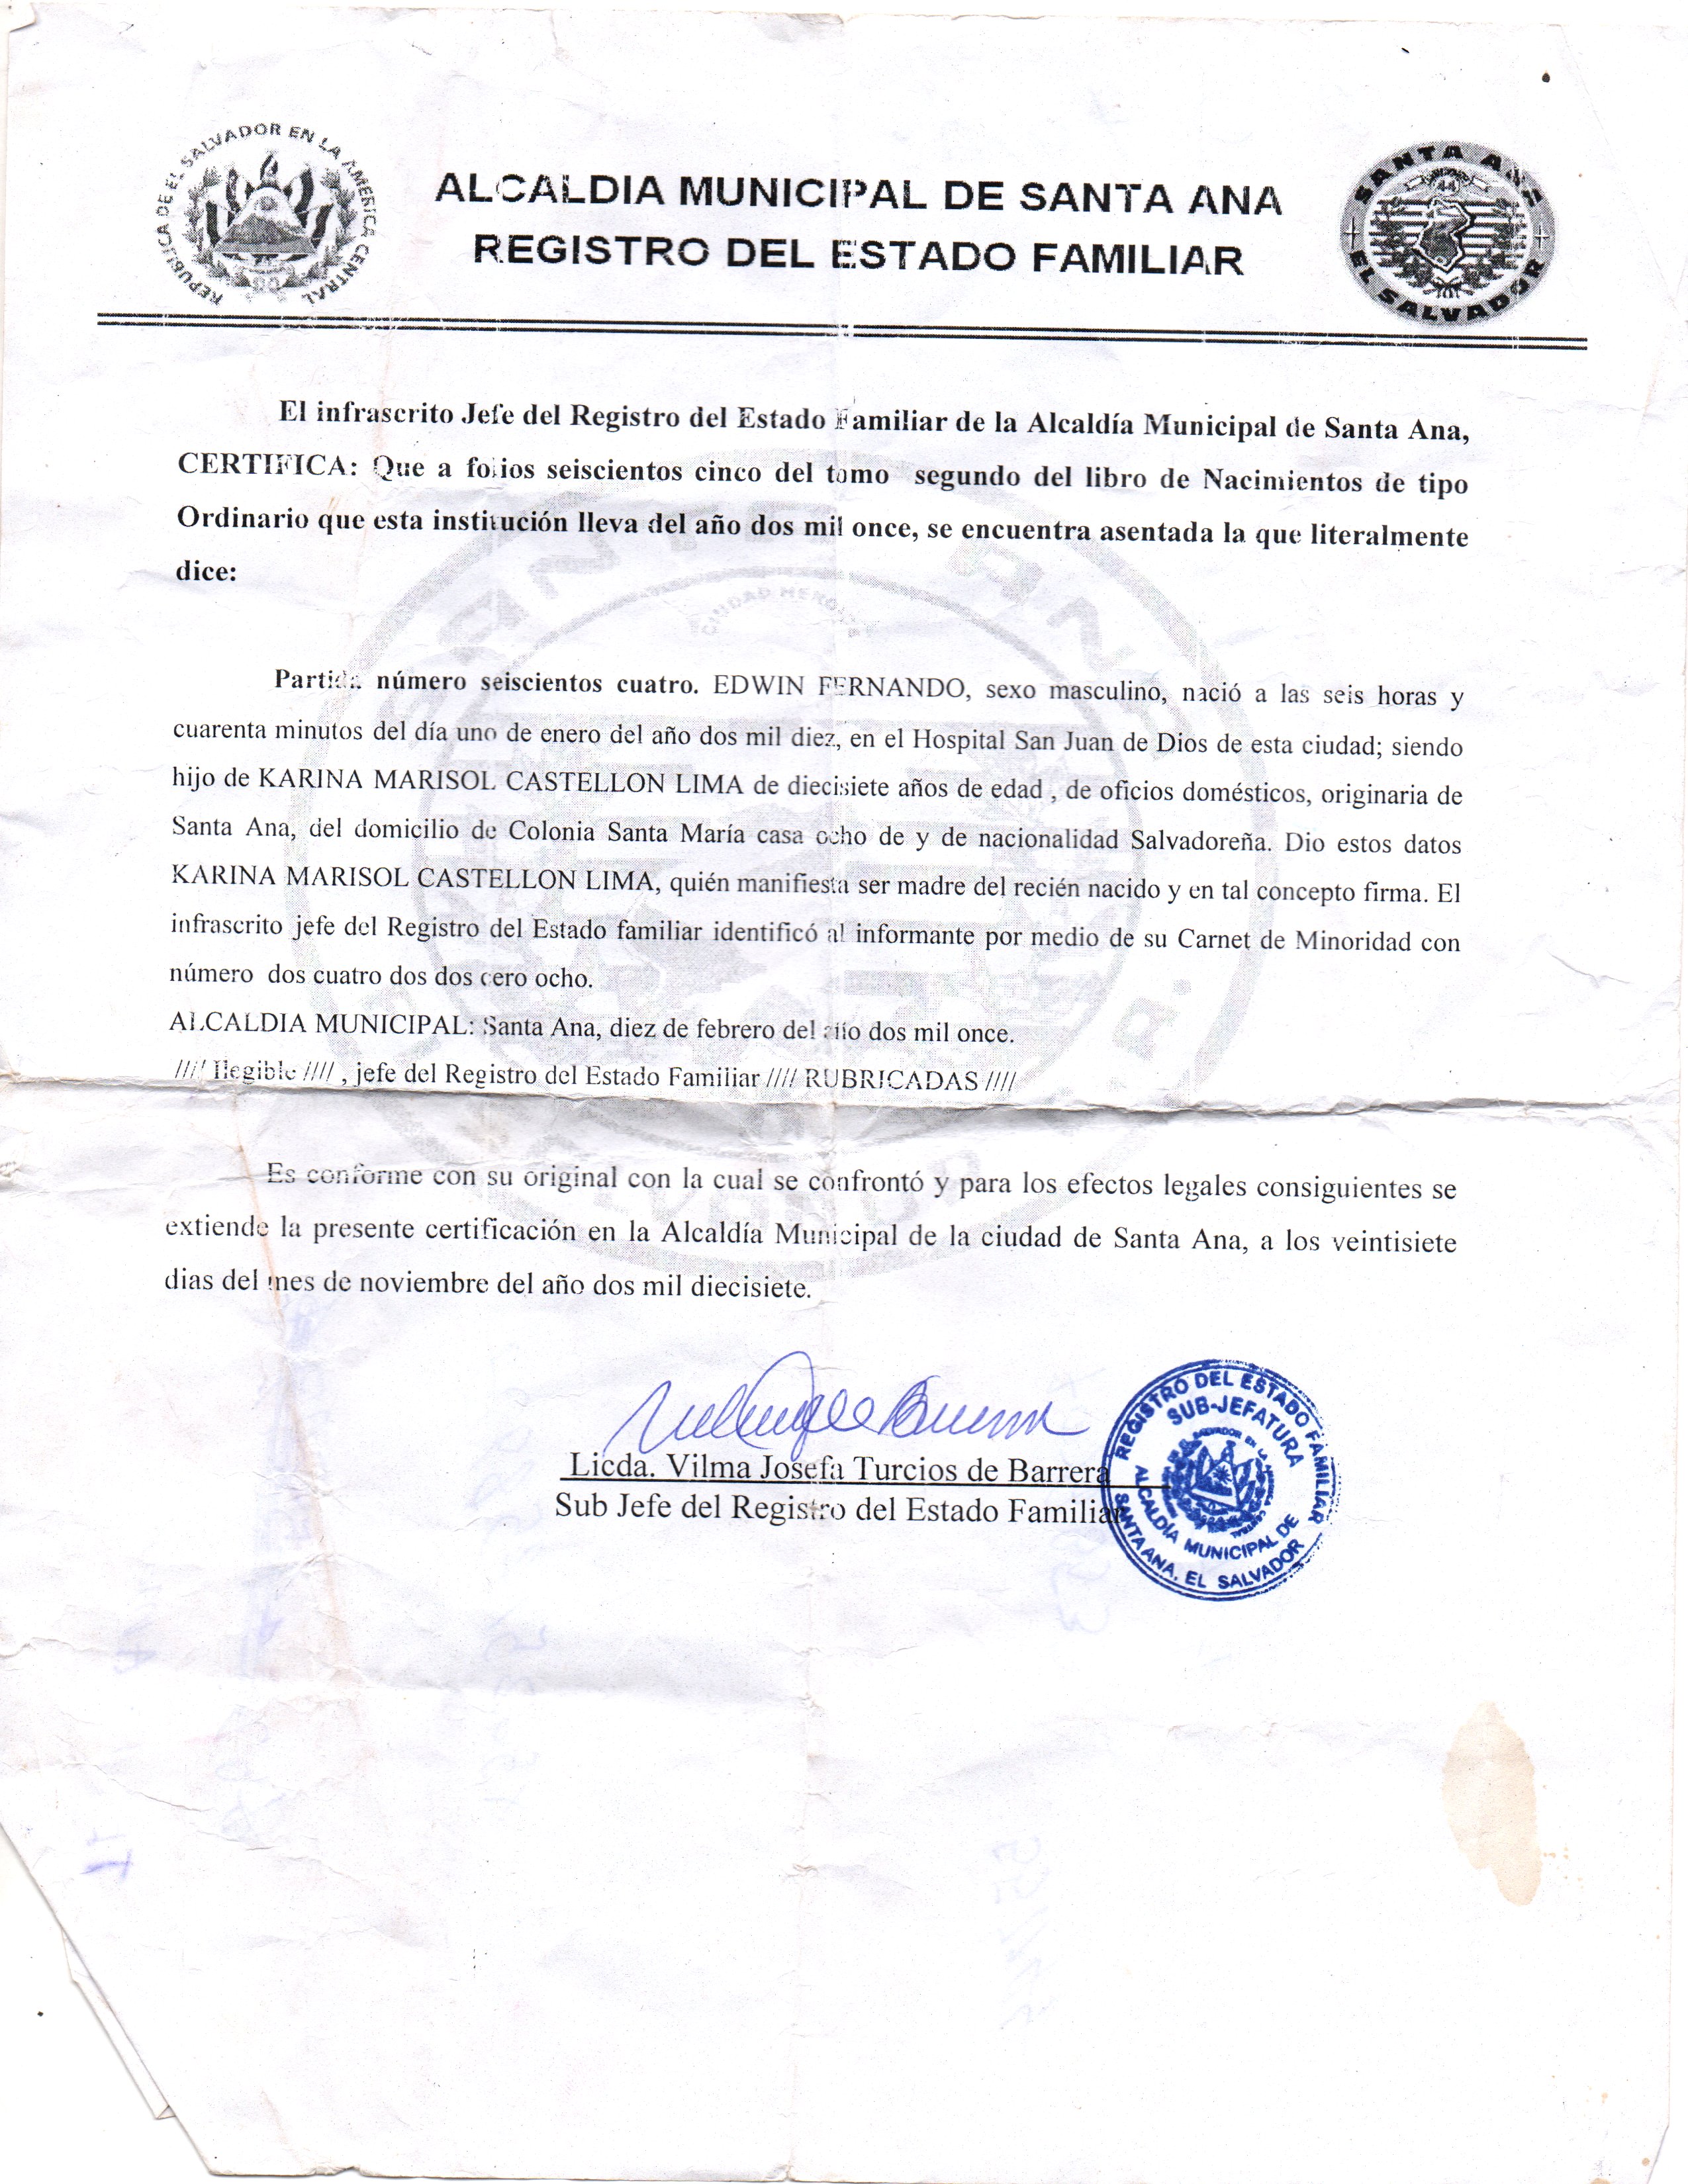 REPUBLICA DE EL SALVADOR EN LA AMERICA CENTRAL
ALCALDIA MUNICIPAL DE SANTA ANA
REGISTRO DEL ESTADO FAMILIAR
SANTA ANA
44
EL SALVADOR
El infrascrito Jefe del Registro del Estado Familiar de la Alcaldía Municipal de Santa Ana,
CERTIFICA: Que a folios seiscientos cinco del tomo segundo del libro de Nacimientos de tipo
Ordinario que esta institución lleva del año dos mil once, se encuentra asentada la que literalmente
dice:
CIUDAD HEROICA
Partida número seiscientos cuatro. EDWIN FERNANDO, sexo masculino, nació a las seis horas y
cuarenta minutos del día uno de enero del año dos mil diez, en el Hospital San Juan de Dios de esta ciudad; siendo
hijo de KARINA MARISOL CASTELLON LIMA de diecisiete años de edad , de oficios domésticos, originaria de
Santa Ana, del domicilio de Colonia Santa María casa ocho de y de nacionalidad Salvadoreña. Dio estos datos
KARINA MARISOL CASTELLON LIMA, quién manifiesta ser madre del recién nacido y en tal concepto firma. El
infrascrito jefe del Registro del Estado familiar identificó al informante por medio de su Carnet de Minoridad con
número dos cuatro dos dos cero ocho.
ALCALDIA MUNICIPAL: Santa Ana, diez de febrero del año dos mil once.
//// Ilegible //// , jefe del Registro del Estado Familiar //// RUBRICADAS ////
Es conforme con su original con la cual se confrontó y para los efectos legales consiguientes se
extiende la presente certificación en la Alcaldía Municipal de la ciudad de Santa Ana, a los veintisiete
dias del mes de noviembre del año dos mil diecisiete.
Licda. Vilma Josefa Turcios de Barrera
Sub Jefe del Registro del Estado Familiar
REGISTRO DEL ESTADO FAMILIAR
SUB-JEFATURA
ALCALDÍA MUNICIPAL DE
SANTA ANA, EL SALVADOR